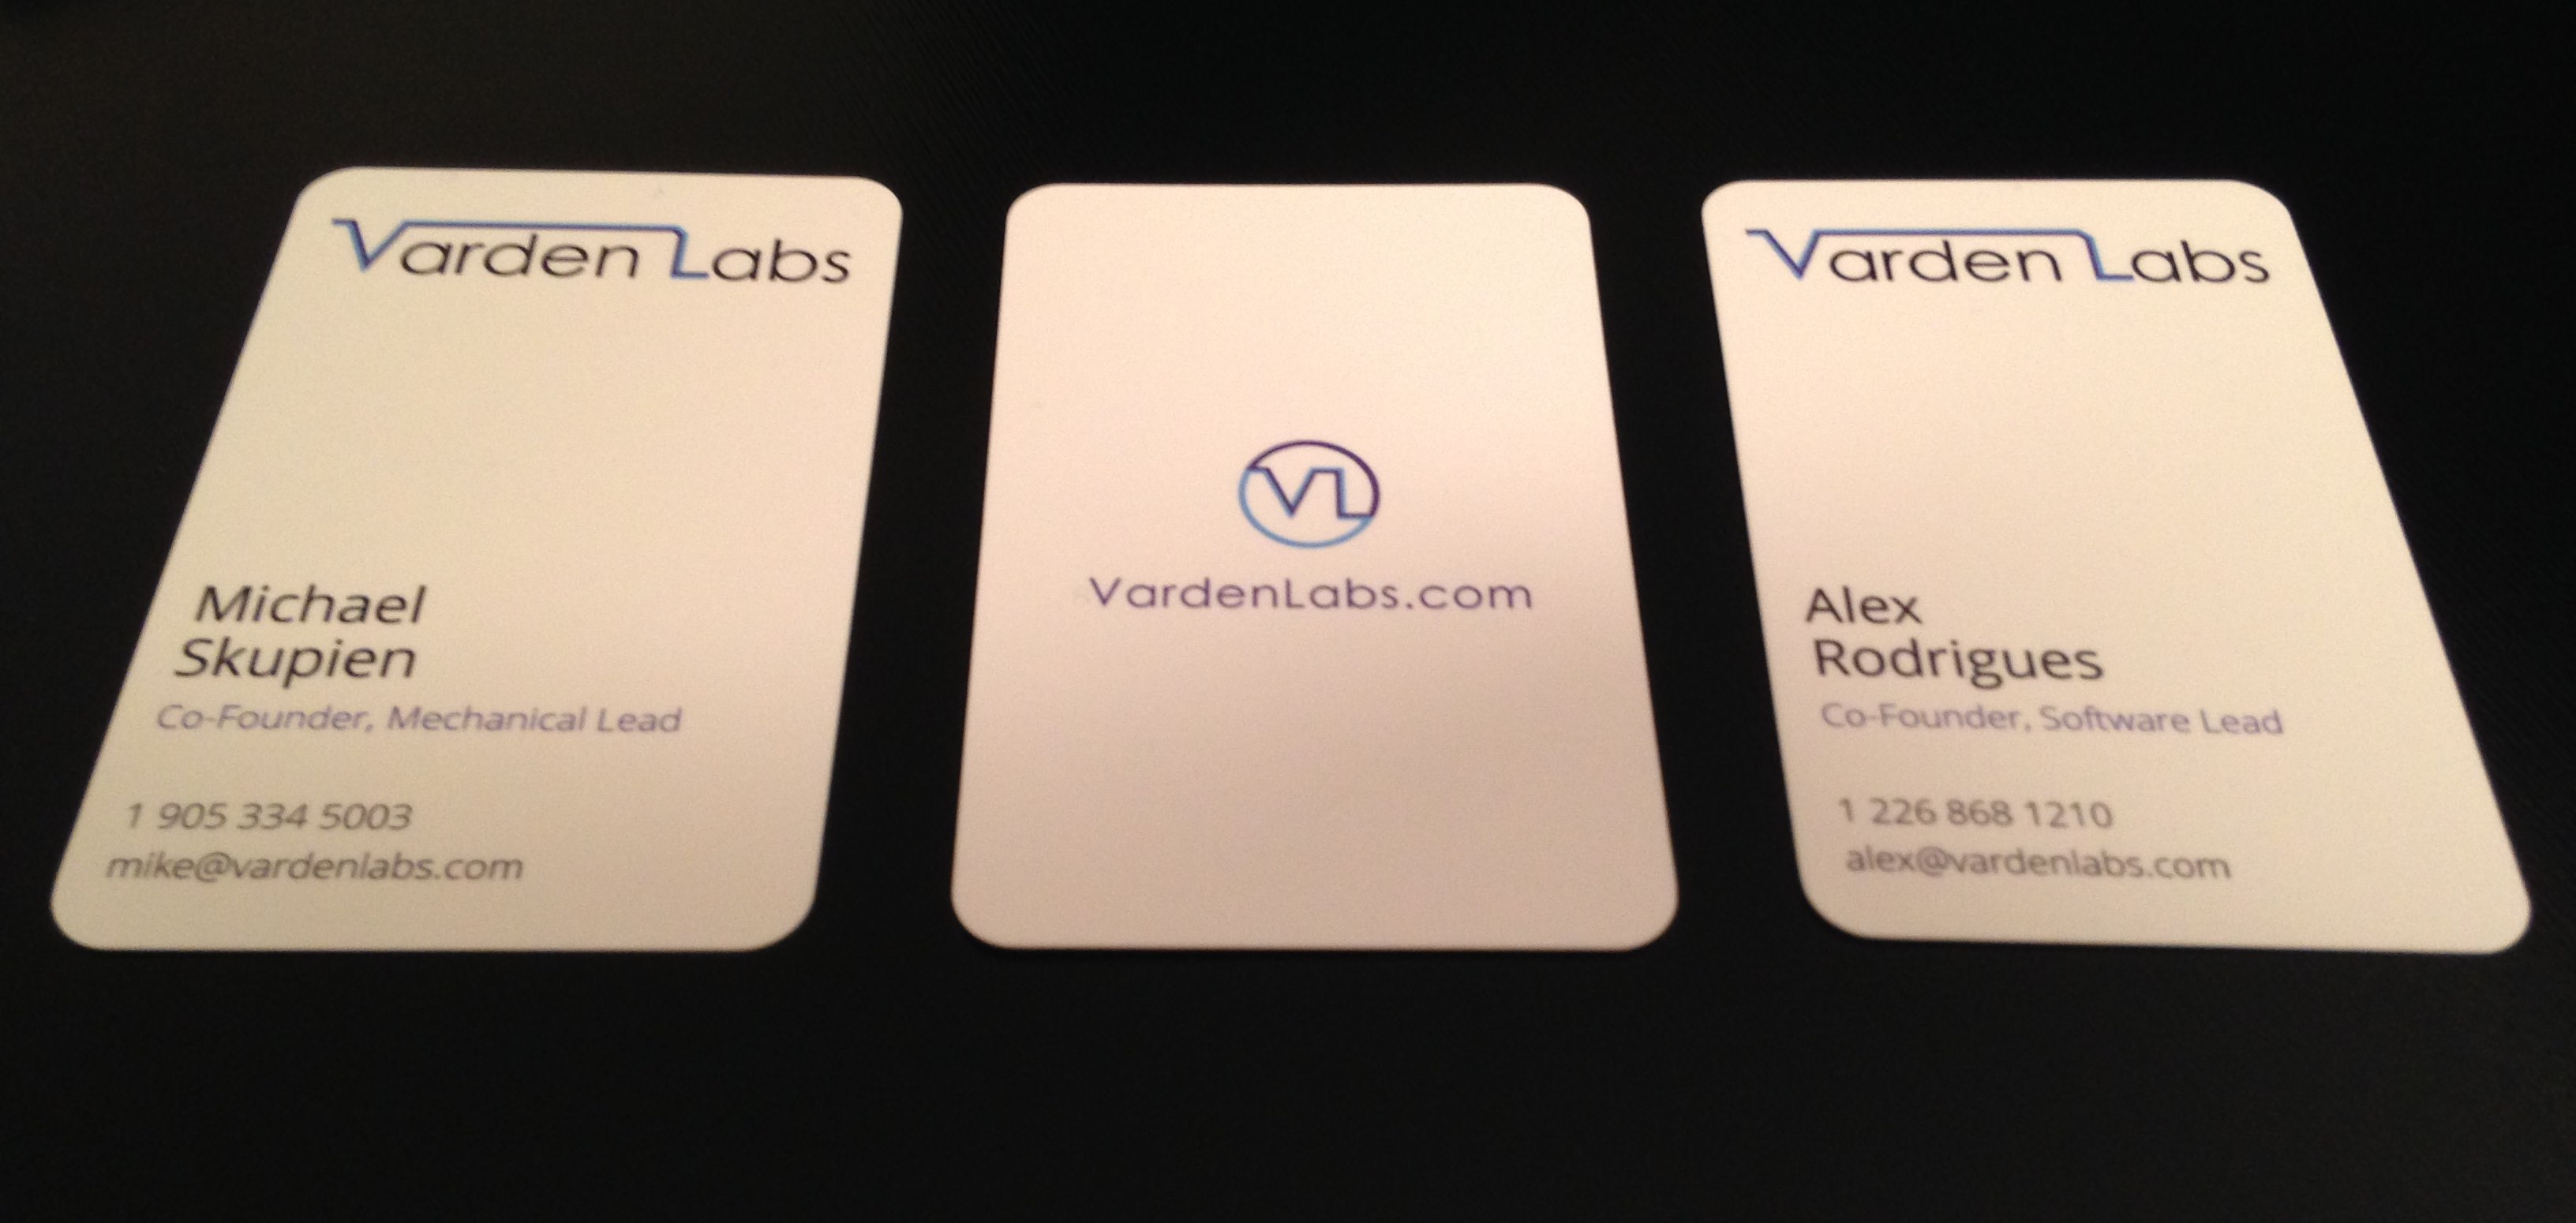 Varden Labs
Michael
Skupien
Co-Founder, Mechanical Lead
1 905 334 5003
mike@vardenlabs.com
VL
VardenLabs.com
Varden Labs
Alex
Rodrigues
Co-Founder, Software Lead
1 226 868 1210
alex@vardenlabs.com